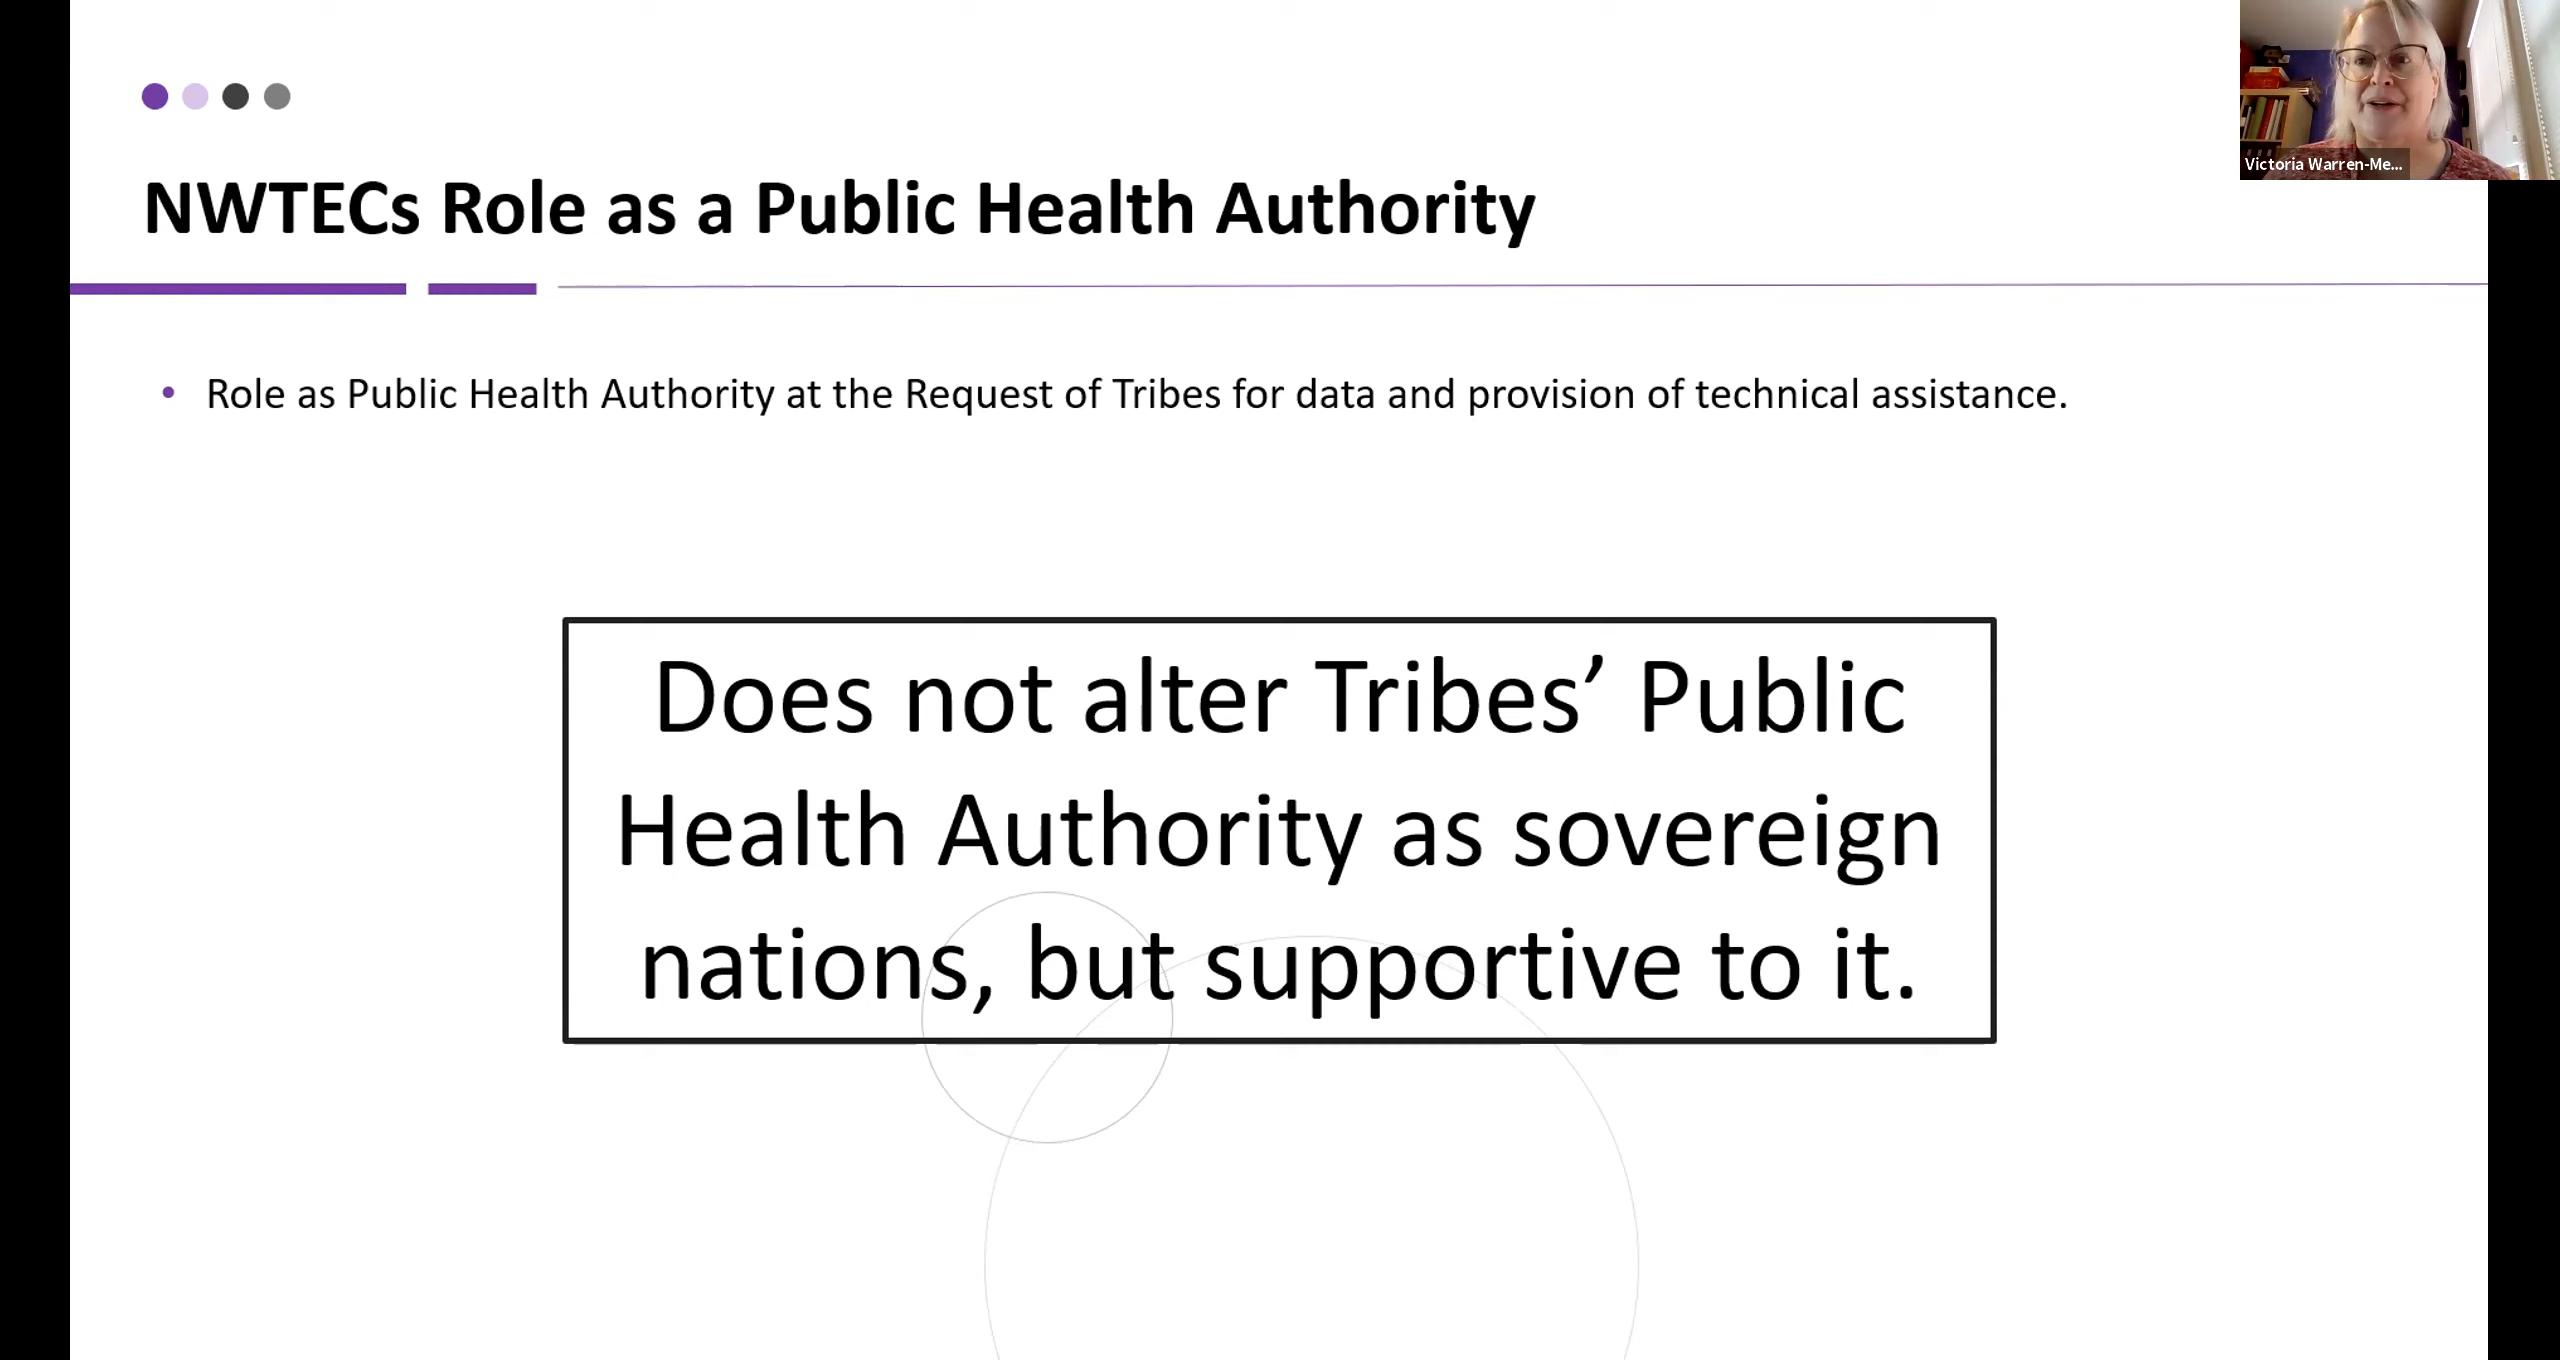 Victoria Warren-Me...
NWTECs Role as a Public Health Authority
• Role as Public Health Authority at the Request of Tribes for data and provision of technical assistance.
Does not alter Tribes’ Public
Health Authority as sovereign
nations, but supportive to it.